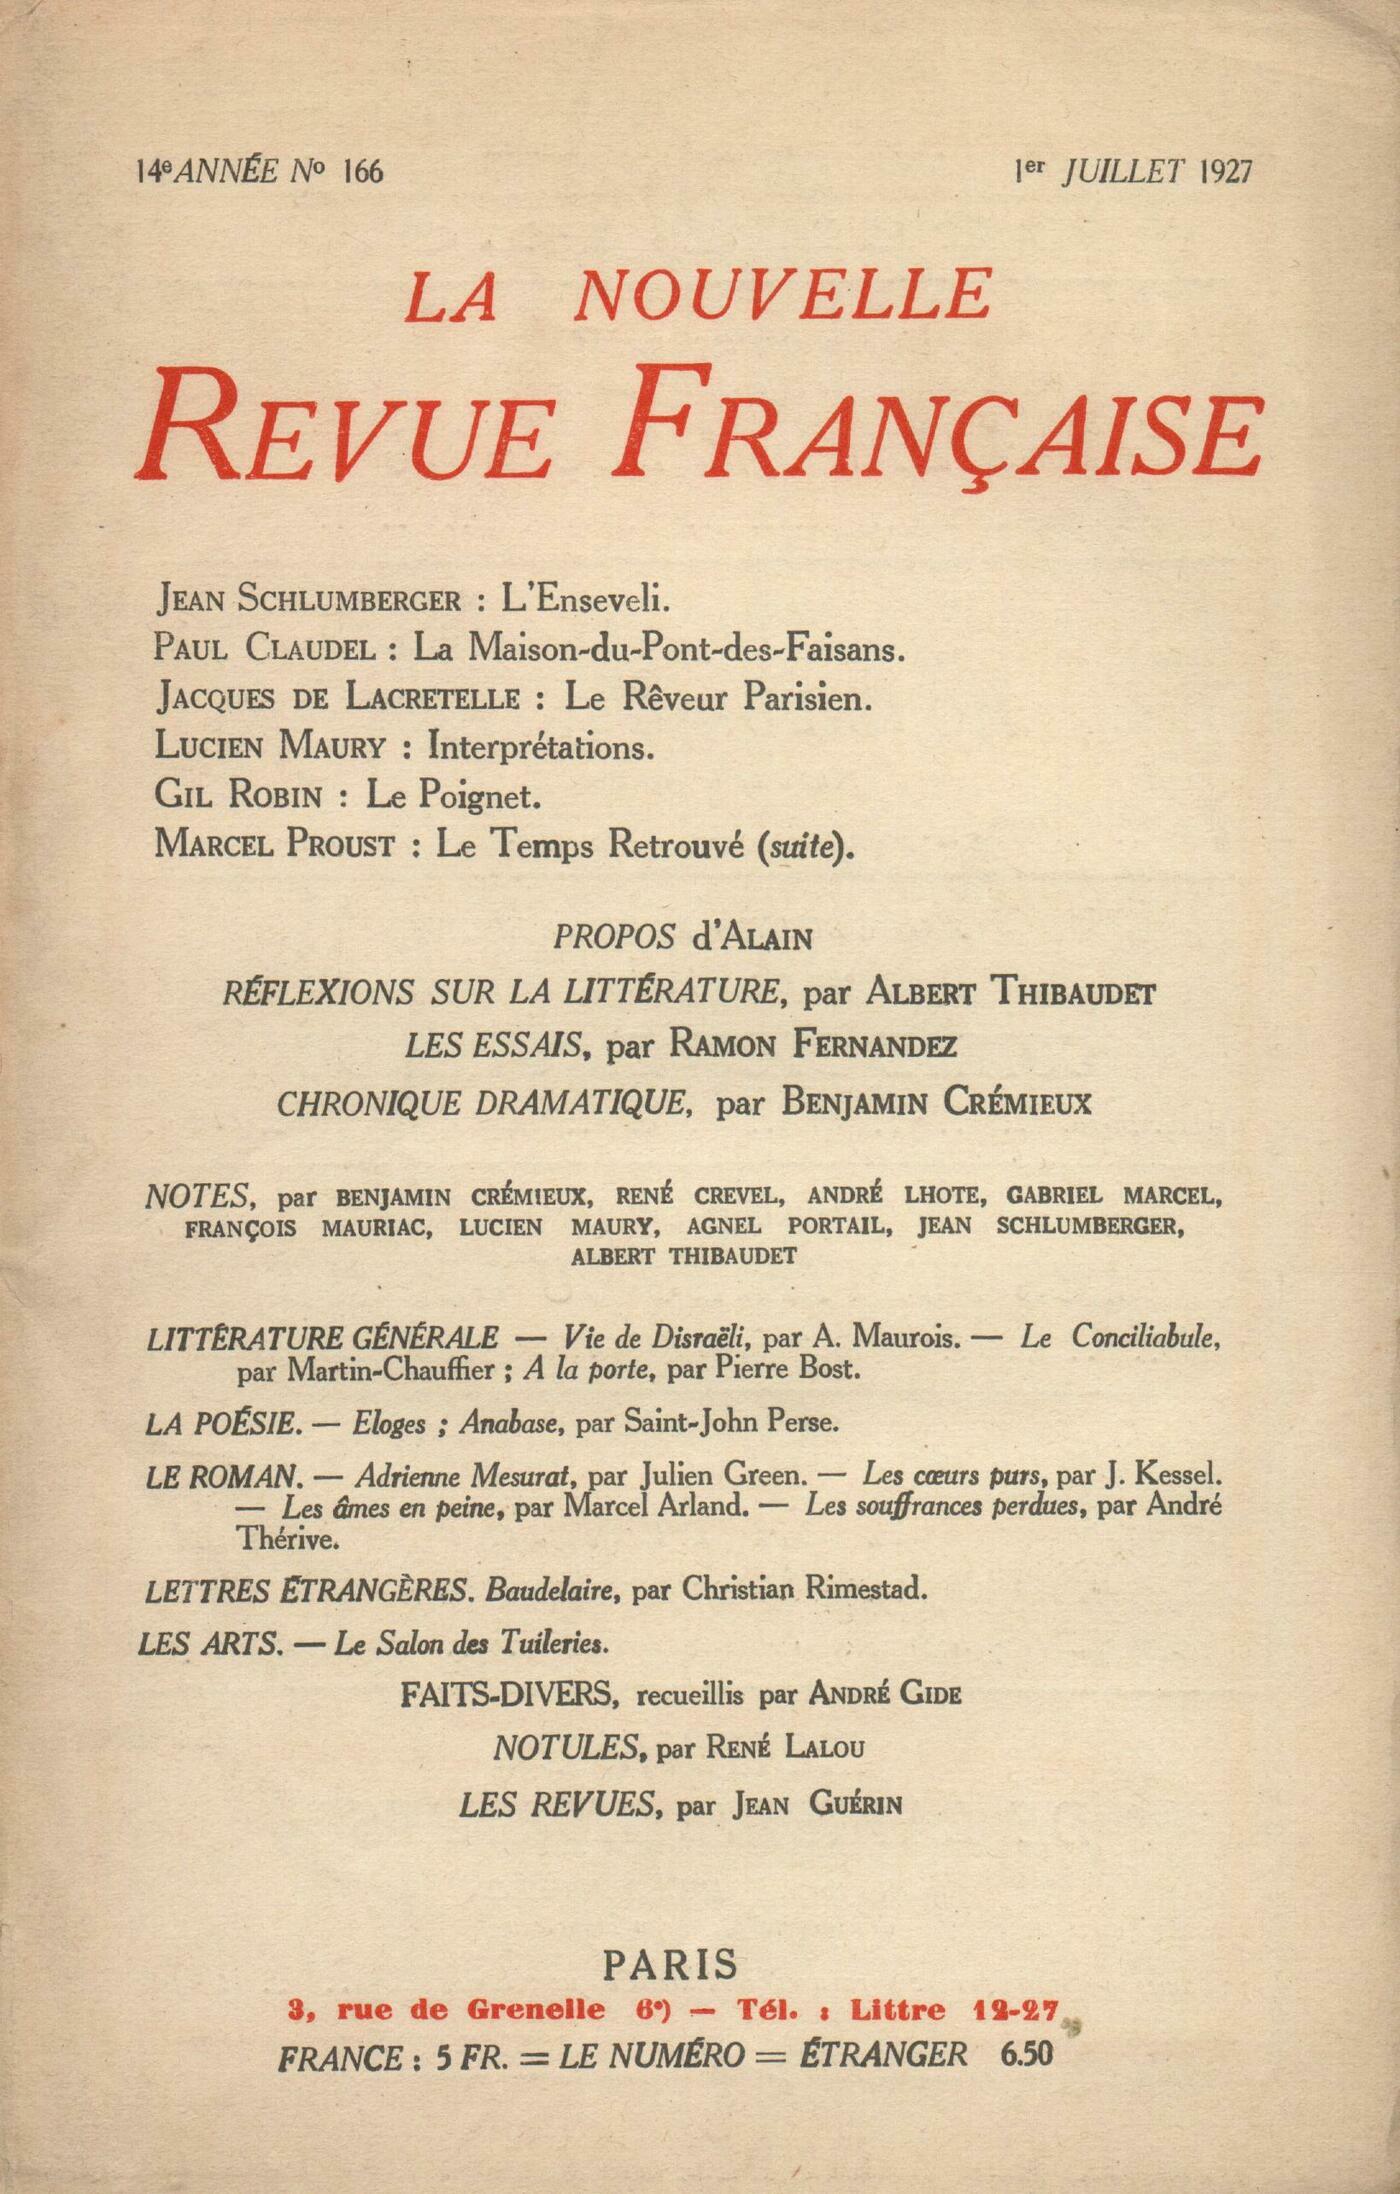 14e ANNÉE No 166
1er JUILLET 1927
LA NOUVELLE
REVUE FRANÇAISE
JEAN SCHLUMBERGER : L'Enseveli.
PAUL CLAUDEL : La Maison-du-Pont-des-Faisans.
JACQUES DE LACRETELLE : Le Rêveur Parisien.
LUCIEN MAURY : Interprétations.
GIL ROBIN : Le Poignet.
MARCEL PROUST : Le Temps Retrouvé (suite).
PROPOS d'ALAIN
RÉFLEXIONS SUR LA LITTÉRATURE, par ALBERT THIBAUDET
LES ESSAIS, par RAMON FERNANDEZ
CHRONIQUE DRAMATIQUE, par BENJAMIN CRÉMIEUX
NOTES, par BENJAMIN CRÉMIEUX, RENÉ CREVEL, ANDRÉ LHOTE, GABRIEL MARCEL,
FRANÇOIS MAURIAC, LUCIEN MAURY, AGNEL PORTAIL, JEAN SCHLUMBERGER,
ALBERT THIBAUDET
LITTÉRATURE GÉNÉRALE — Vie de Disraëli, par A. Maurois. — Le Conciliabule,
par Martin-Chauffier ; A la porte, par Pierre Bost.
LA POÉSIE. — Eloges ; Anabase, par Saint-John Perse.
LE ROMAN. — Adrienne Mesurat, par Julien Green. — Les cœurs purs, par J. Kessel.
— Les âmes en peine, par Marcel Arland. — Les souffrances perdues, par André
Thérive.
LETTRES ÉTRANGÈRES. Baudelaire, par Christian Rimestad.
LES ARTS. — Le Salon des Tuileries.
FAITS-DIVERS, recueillis par ANDRÉ GIDE
NOTULES, par RENÉ LALOU
LES REVUES, par JEAN GUÉRIN
PARIS
3, rue de Grenelle 6e) — Tél. : Littre 12-27
FRANCE : 5 FR. = LE NUMÉRO = ÉTRANGER 6.50